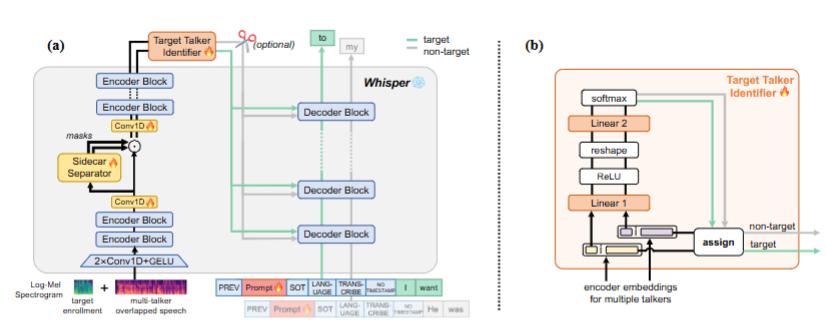 (a)
Target Talker
Identifier
(optional)
to
my
target
non-target
Whisper
Encoder Block
Encoder Block
Conv1D
masks
Sidecar
Separator
Conv1D
Encoder Block
Encoder Block
2×Conv1D+GELU
Decoder Block
Decoder Block
Decoder Block
Log-Mel
Spectrogram
target
enrollment
+
multi-talker
overlapped speech
PREV Prompt SOT LANG-UAGE TRANS-CRIBE NO TIMESTAMP I want
PREV Prompt SOT LANG-UAGE TRANS-CRIBE NO TIMESTAMP He was
(b)
Target Talker
Identifier
softmax
Linear 2
reshape
ReLU
Linear 1
assign
non-target
target
encoder embeddings
for multiple talkers